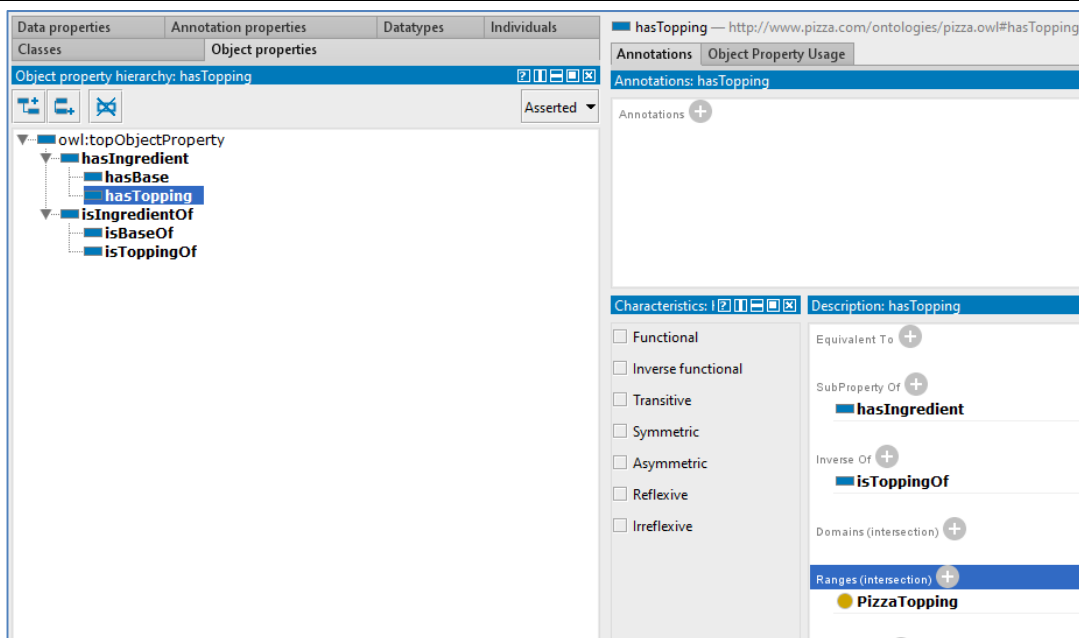 Data properties Annotation properties Datatypes Individuals
Classes Object properties
Object property hierarchy: hasTopping
Asserted
owl:topObjectProperty
hasIngredient
hasBase
hasTopping
isIngredientOf
isBaseOf
isToppingOf
hasTopping — http://www.pizza.com/ontologies/pizza.owl#hasTopping
Annotations Object Property Usage
Annotations: hasTopping
Annotations
Characteristics:
Functional
Inverse functional
Transitive
Symmetric
Asymmetric
Reflexive
Irreflexive
Description: hasTopping
Equivalent To
SubProperty Of
hasIngredient
Inverse Of
isToppingOf
Domains (intersection)
Ranges (intersection)
PizzaTopping